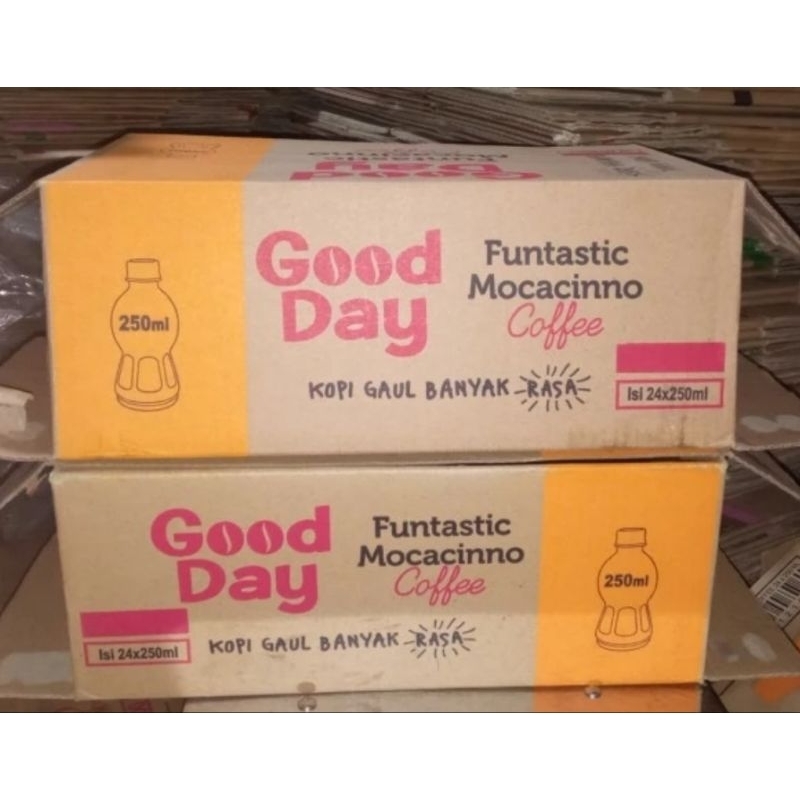 Good
Day
Funtastic
Mocacinno
Coffee
250ml
KOPI GAUL BANYAK RASA
Isi 24x250ml
Good
Day
Funtastic
Mocacinno
Coffee
250ml
KOPI GAUL BANYAK RASA
Isi 24x250ml